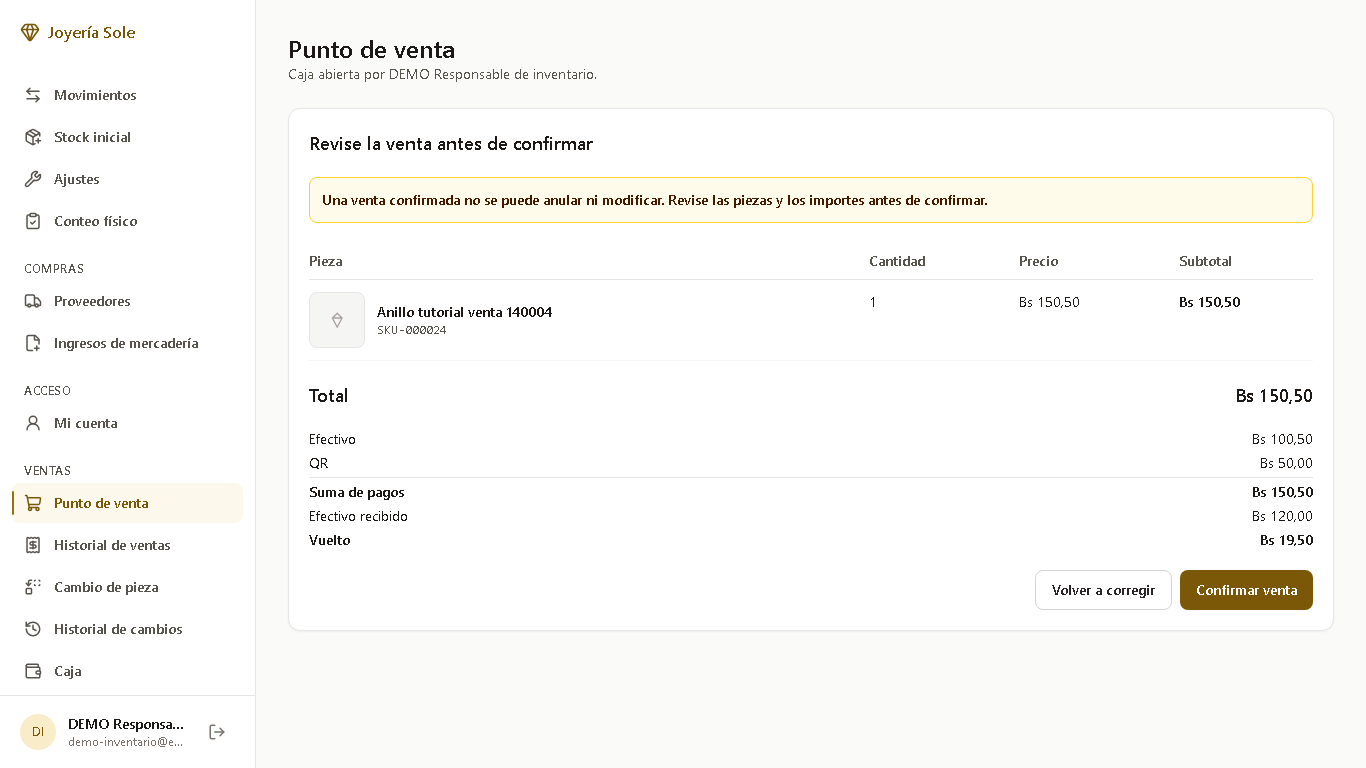 Joyería Sole
Movimientos
Stock inicial
Ajustes
Conteo físico
COMPRAS
Proveedores
Ingresos de mercadería
ACCESO
Mi cuenta
VENTAS
Punto de venta
Historial de ventas
Cambio de pieza
Historial de cambios
Caja
DI
DEMO Responsa...
demo-inventario@e...
Punto de venta
Caja abierta por DEMO Responsable de inventario.
Revise la venta antes de confirmar
Una venta confirmada no se puede anular ni modificar. Revise las piezas y los importes antes de confirmar.
Pieza Cantidad Precio Subtotal
Anillo tutorial venta 140004 1 Bs 150,50 Bs 150,50
SKU-000024
Total Bs 150,50
Efectivo Bs 100,50
QR Bs 50,00
Suma de pagos Bs 150,50
Efectivo recibido Bs 120,00
Vuelto Bs 19,50
Volver a corregir Confirmar venta